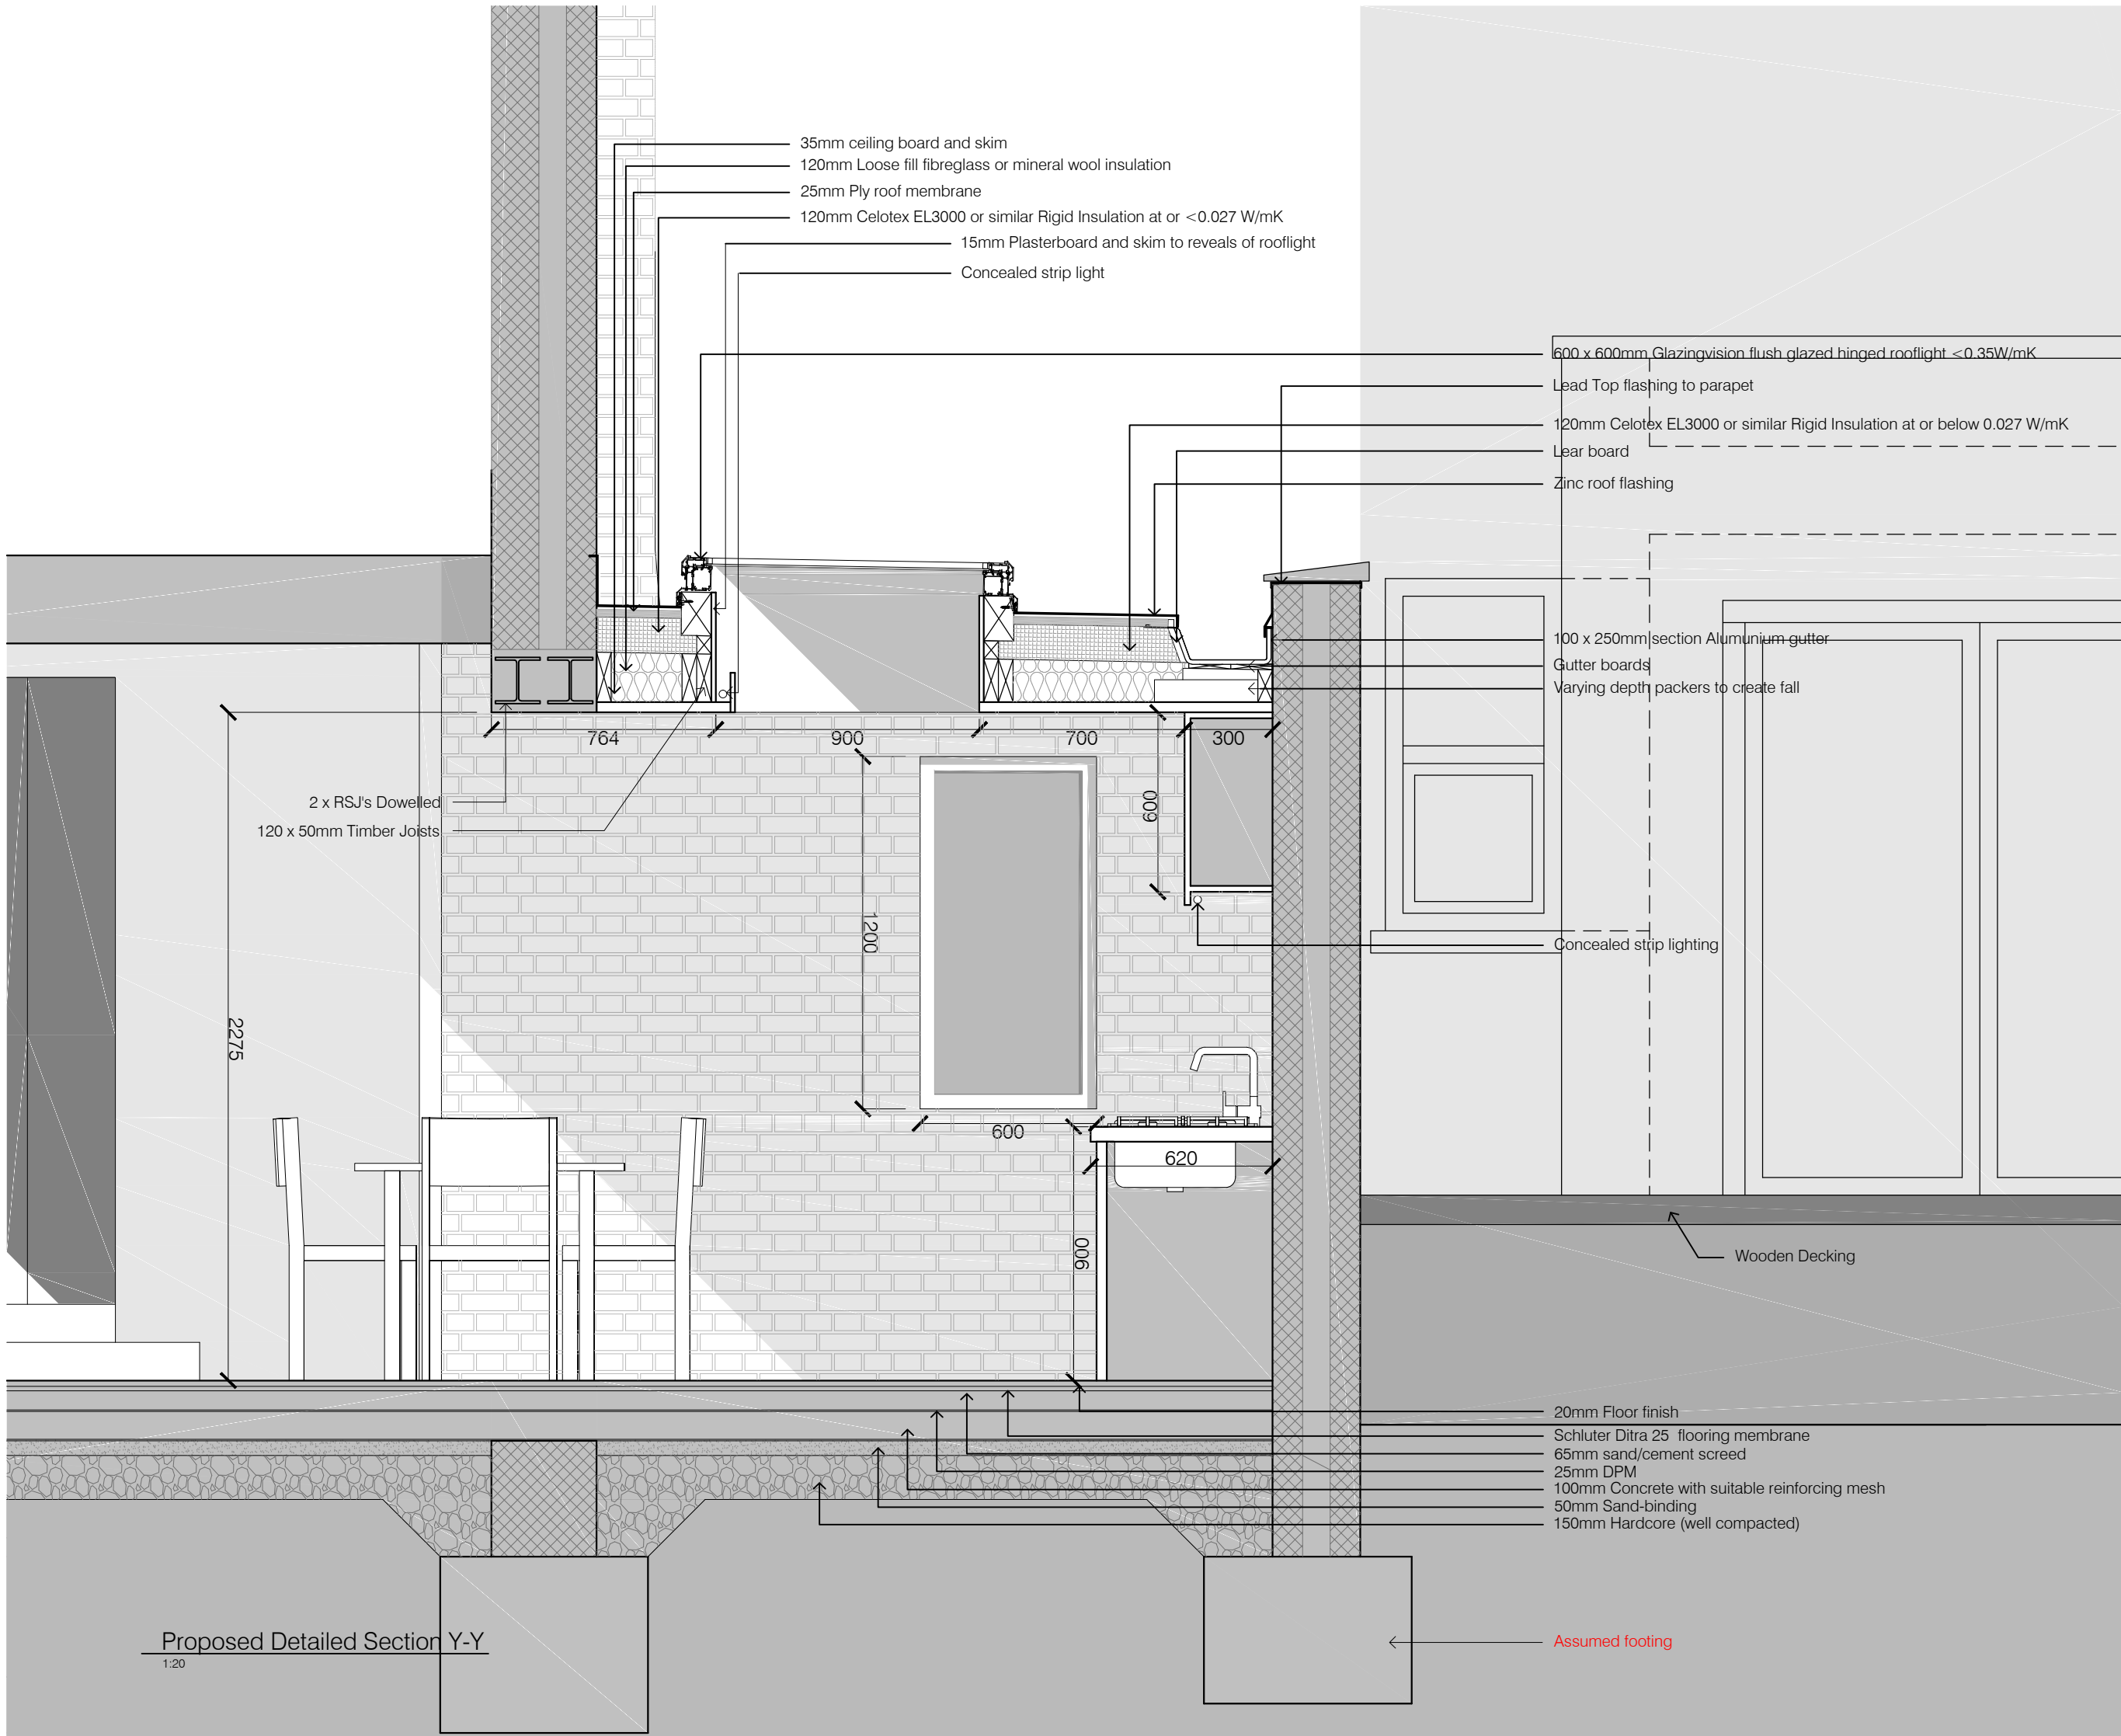 35mm ceiling board and skim
120mm Loose fill fibreglass or mineral wool insulation
25mm Ply roof membrane
120mm Celotex EL3000 or similar Rigid Insulation at or <0.027 W/mK
15mm Plasterboard and skim to reveals of rooflight
Concealed strip light
600 x 600mm Glazingvision flush glazed hinged rooflight <0.35W/mK
Lead Top flashing to parapet
120mm Celotex EL3000 or similar Rigid Insulation at or below 0.027 W/mK
Lear board
Zinc roof flashing
100 x 250mm section Alumunium gutter
Gutter boards
Varying depth packers to create fall
764
900
700
300
2 x RSJ's Dowelled
120 x 50mm Timber Joists
600
1200
Concealed strip lighting
2275
600
620
900
Wooden Decking
20mm Floor finish
Schluter Ditra 25 flooring membrane
65mm sand/cement screed
25mm DPM
100mm Concrete with suitable reinforcing mesh
50mm Sand-binding
150mm Hardcore (well compacted)
Proposed Detailed Section Y-Y
1:20
Assumed footing